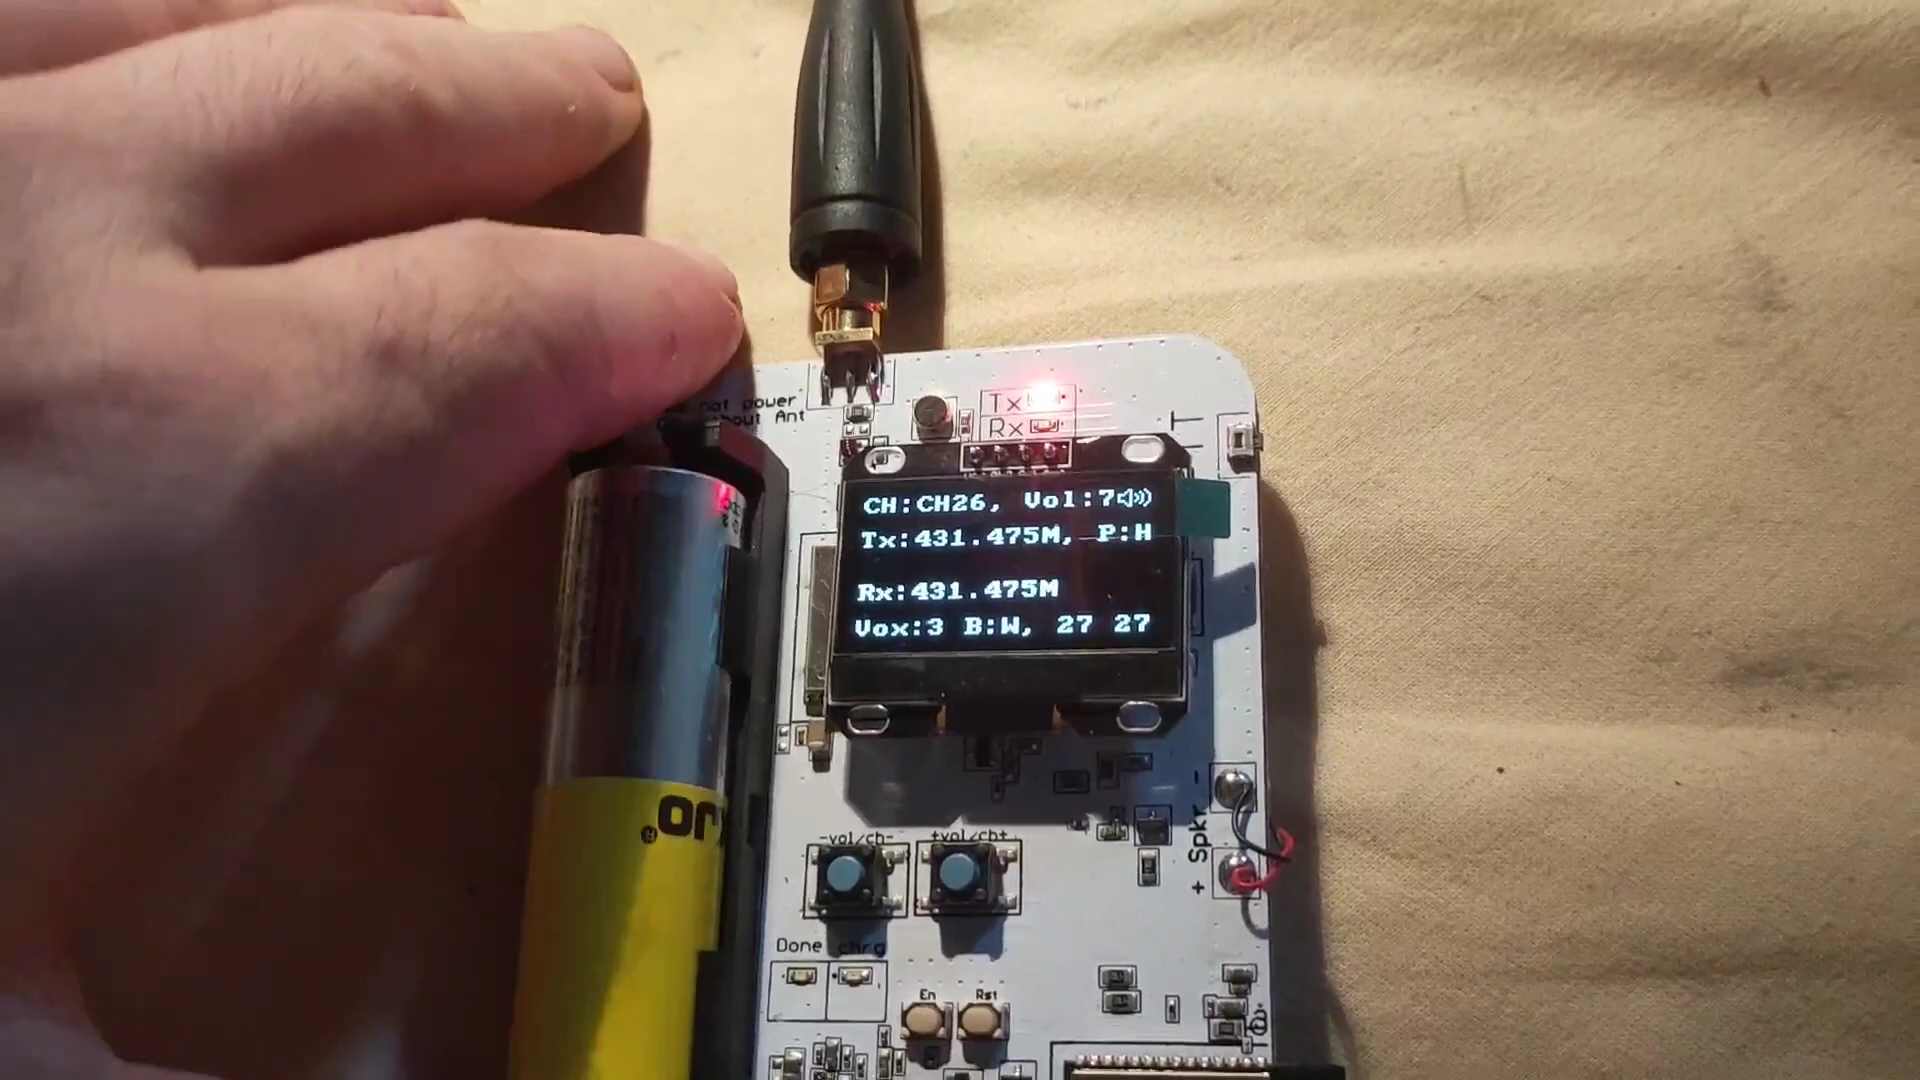 not power
Ant
Tx
Rx
CH:CH26, Vol:7
Tx:431.475M, P:H
Rx:431.475M
Vox:3 B:W, 27 27
-vol/ch-
+vol/ch+
+ Spkr -
Done chrg
En
Rst